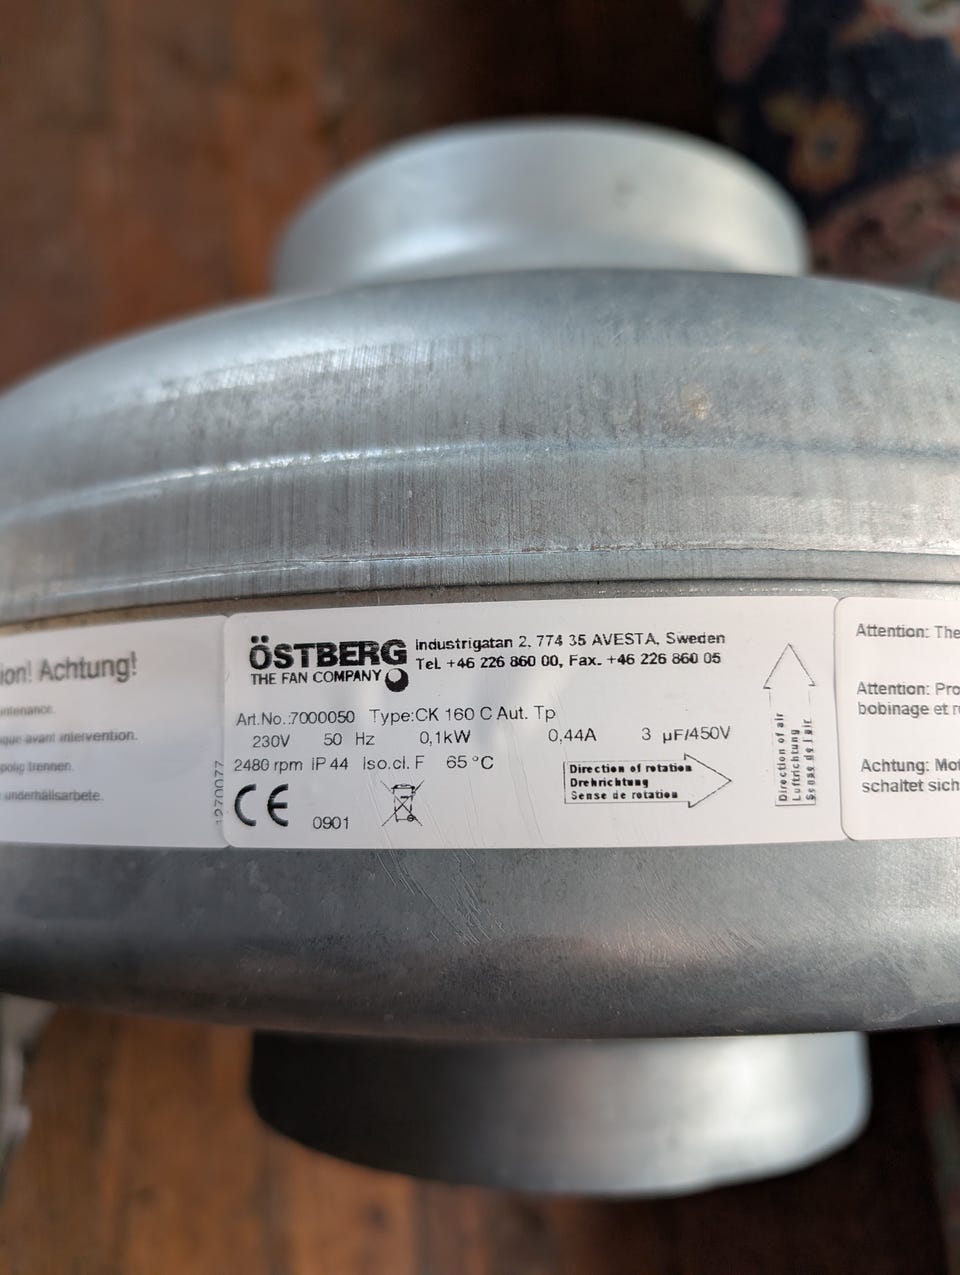 ion! Achtung!
intenance.
que avant intervention.
polig trennen.
underhållsarbete.
1270077
ÖSTBERG
THE FAN COMPANY
Industrigatan 2, 774 35 AVESTA, Sweden
Tel. +46 226 860 00, Fax. +46 226 860 05
Art.No.:7000050 Type:CK 160 C Aut. Tp
230V 50 Hz 0,1kW 0,44A 3 µF/450V
2480 rpm IP 44 Iso.cl. F 65 °C
CE 0901
Direction of rotation
Drehrichtung
Sense de rotation
Direction of air
Luftrichtung
Sense de l air
Attention: The
Attention: Pro
bobinage et r
Achtung: Mot
schaltet sich